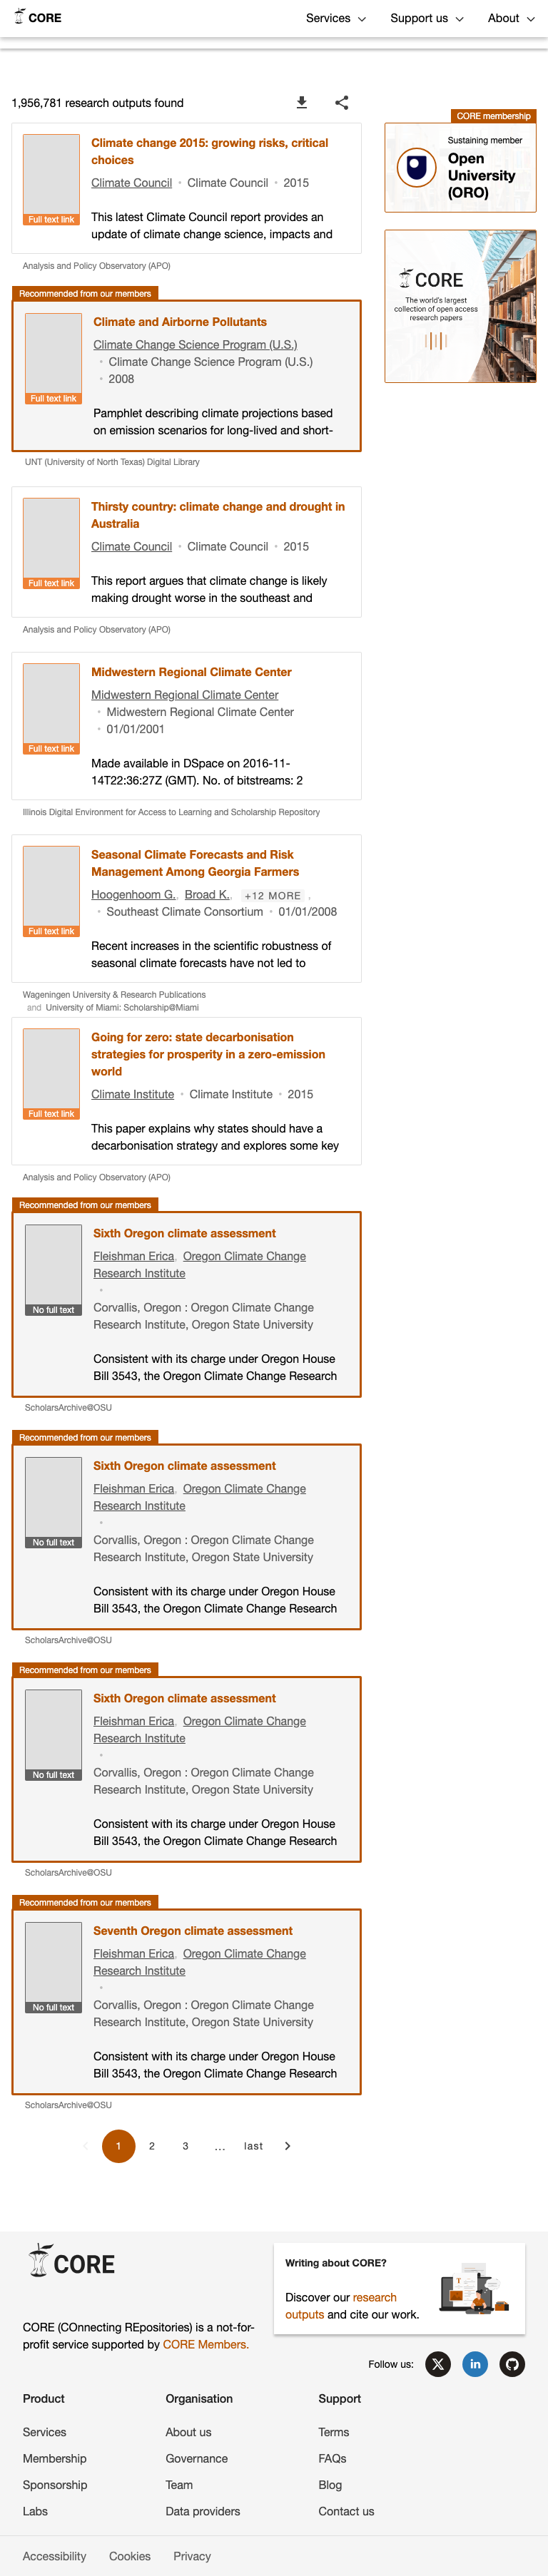 CORE
Services
Support us
About
1,956,781 research outputs found
Climate change 2015: growing risks, critical
choices
Climate Council • Climate Council • 2015
This latest Climate Council report provides an
update of climate change science, impacts and
Full text link
Analysis and Policy Observatory (APO)
CORE membership
Sustaining member
Open
University
(ORO)
CORE
The world's largest
collection of open access
research papers
Recommended from our members
Climate and Airborne Pollutants
Climate Change Science Program (U.S.)
• Climate Change Science Program (U.S.)
• 2008
Full text link
Pamphlet describing climate projections based
on emission scenarios for long-lived and short-
UNT (University of North Texas) Digital Library
Thirsty country: climate change and drought in
Australia
Climate Council • Climate Council • 2015
This report argues that climate change is likely
Full text link
making drought worse in the southeast and
Analysis and Policy Observatory (APO)
Midwestern Regional Climate Center
Midwestern Regional Climate Center
• Midwestern Regional Climate Center
• 01/01/2001
Full text link
Made available in DSpace on 2016-11-
14T22:36:27Z (GMT). No. of bitstreams: 2
Illinois Digital Environment for Access to Learning and Scholarship Repository
Seasonal Climate Forecasts and Risk
Management Among Georgia Farmers
Hoogenhoom G., Broad K., +12 MORE ,
• Southeast Climate Consortium • 01/01/2008
Full text link
Recent increases in the scientific robustness of
seasonal climate forecasts have not led to
Wageningen University & Research Publications
and University of Miami: Scholarship@Miami
Going for zero: state decarbonisation
strategies for prosperity in a zero-emission
world
Climate Institute • Climate Institute • 2015
Full text link
This paper explains why states should have a
decarbonisation strategy and explores some key
Analysis and Policy Observatory (APO)
Recommended from our members
Sixth Oregon climate assessment
Fleishman Erica, Oregon Climate Change
Research Institute
•
Corvallis, Oregon : Oregon Climate Change
No full text
Research Institute, Oregon State University
Consistent with its charge under Oregon House
Bill 3543, the Oregon Climate Change Research
ScholarsArchive@OSU
Recommended from our members
Sixth Oregon climate assessment
Fleishman Erica, Oregon Climate Change
Research Institute
•
Corvallis, Oregon : Oregon Climate Change
No full text
Research Institute, Oregon State University
Consistent with its charge under Oregon House
Bill 3543, the Oregon Climate Change Research
ScholarsArchive@OSU
Recommended from our members
Sixth Oregon climate assessment
Fleishman Erica, Oregon Climate Change
Research Institute
•
Corvallis, Oregon : Oregon Climate Change
No full text
Research Institute, Oregon State University
Consistent with its charge under Oregon House
Bill 3543, the Oregon Climate Change Research
ScholarsArchive@OSU
Recommended from our members
Seventh Oregon climate assessment
Fleishman Erica, Oregon Climate Change
Research Institute
•
Corvallis, Oregon : Oregon Climate Change
No full text
Research Institute, Oregon State University
Consistent with its charge under Oregon House
Bill 3543, the Oregon Climate Change Research
ScholarsArchive@OSU
1 2 3 ... last
CORE
CORE (COnnecting REpositories) is a not-for-
profit service supported by CORE Members.
Writing about CORE?
Discover our research
outputs and cite our work.
Follow us:
Product
Services
Membership
Sponsorship
Labs
Organisation
About us
Governance
Team
Data providers
Support
Terms
FAQs
Blog
Contact us
Accessibility
Cookies
Privacy